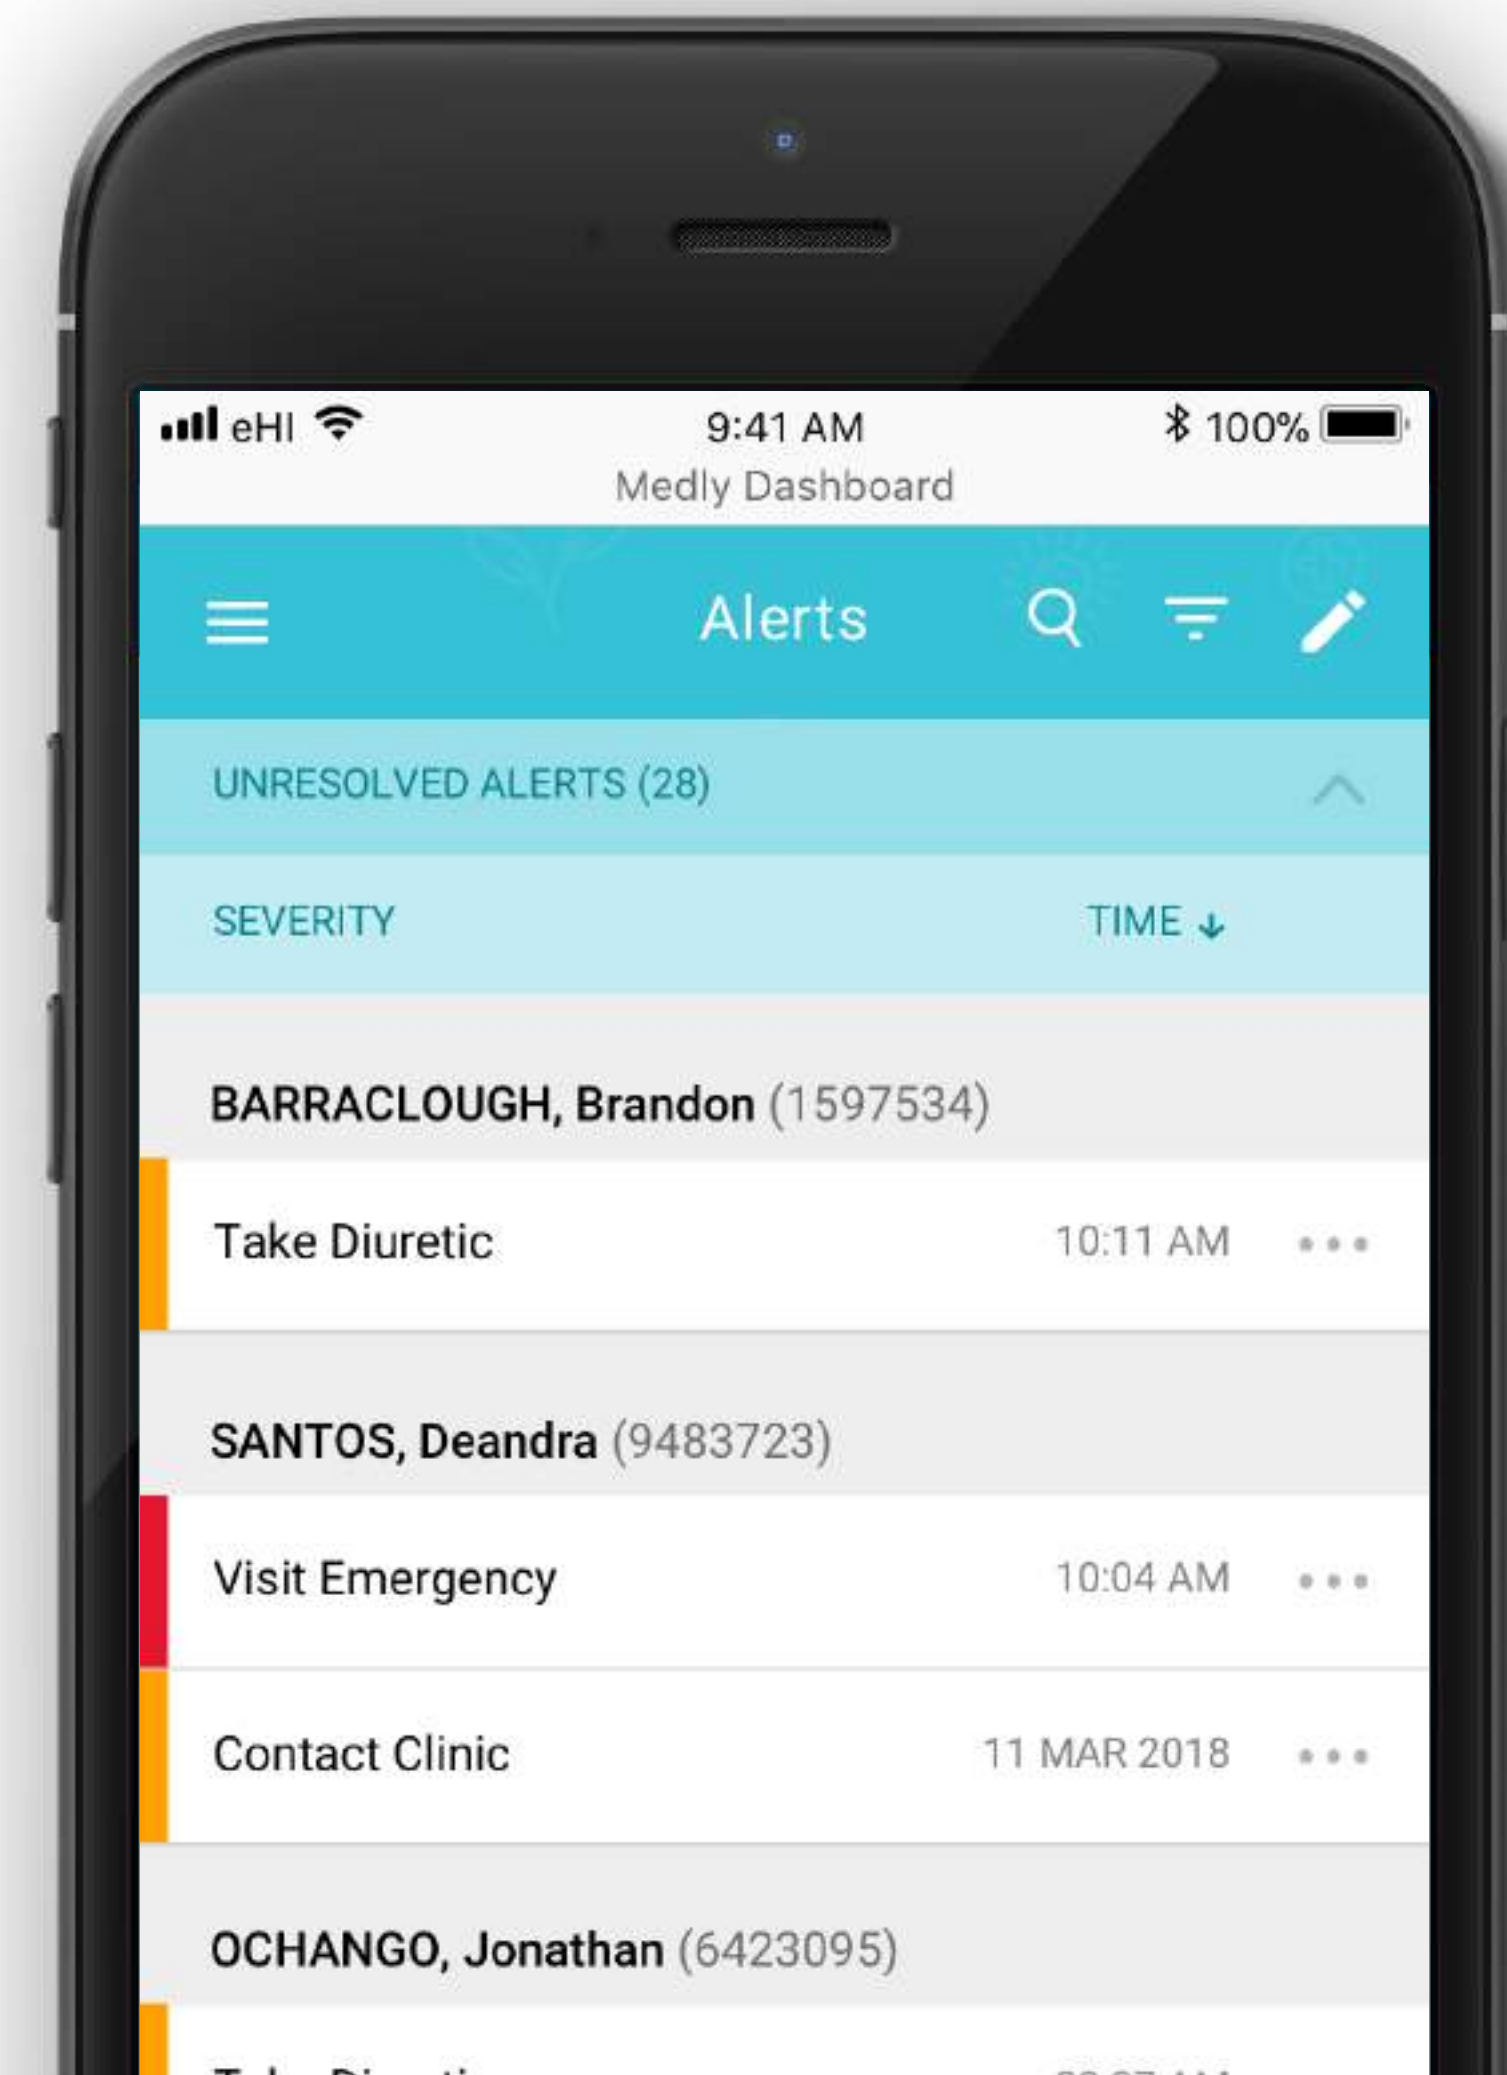 eHI 9:41 AM 100%
Medly Dashboard
Alerts
UNRESOLVED ALERTS (28)
SEVERITY TIME
BARRACLOUGH, Brandon (1597534)
Take Diuretic 10:11 AM
SANTOS, Deandra (9483723)
Visit Emergency 10:04 AM
Contact Clinic 11 MAR 2018
OCHANGO, Jonathan (6423095)